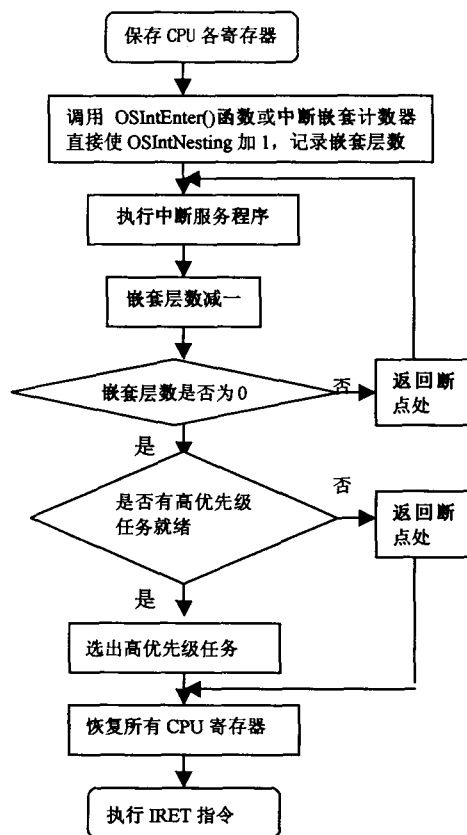 保存 CPU 各寄存器
调用 OSIntEnter()函数或中断嵌套计数器
直接使 OSIntNesting 加 1，记录嵌套层数
执行中断服务程序
嵌套层数减一
嵌套层数是否为 0
否
返回断
点处
是
是否有高优先级
任务就绪
否
返回断
点处
是
选出高优先级任务
恢复所有 CPU 寄存器
执行 IRET 指令